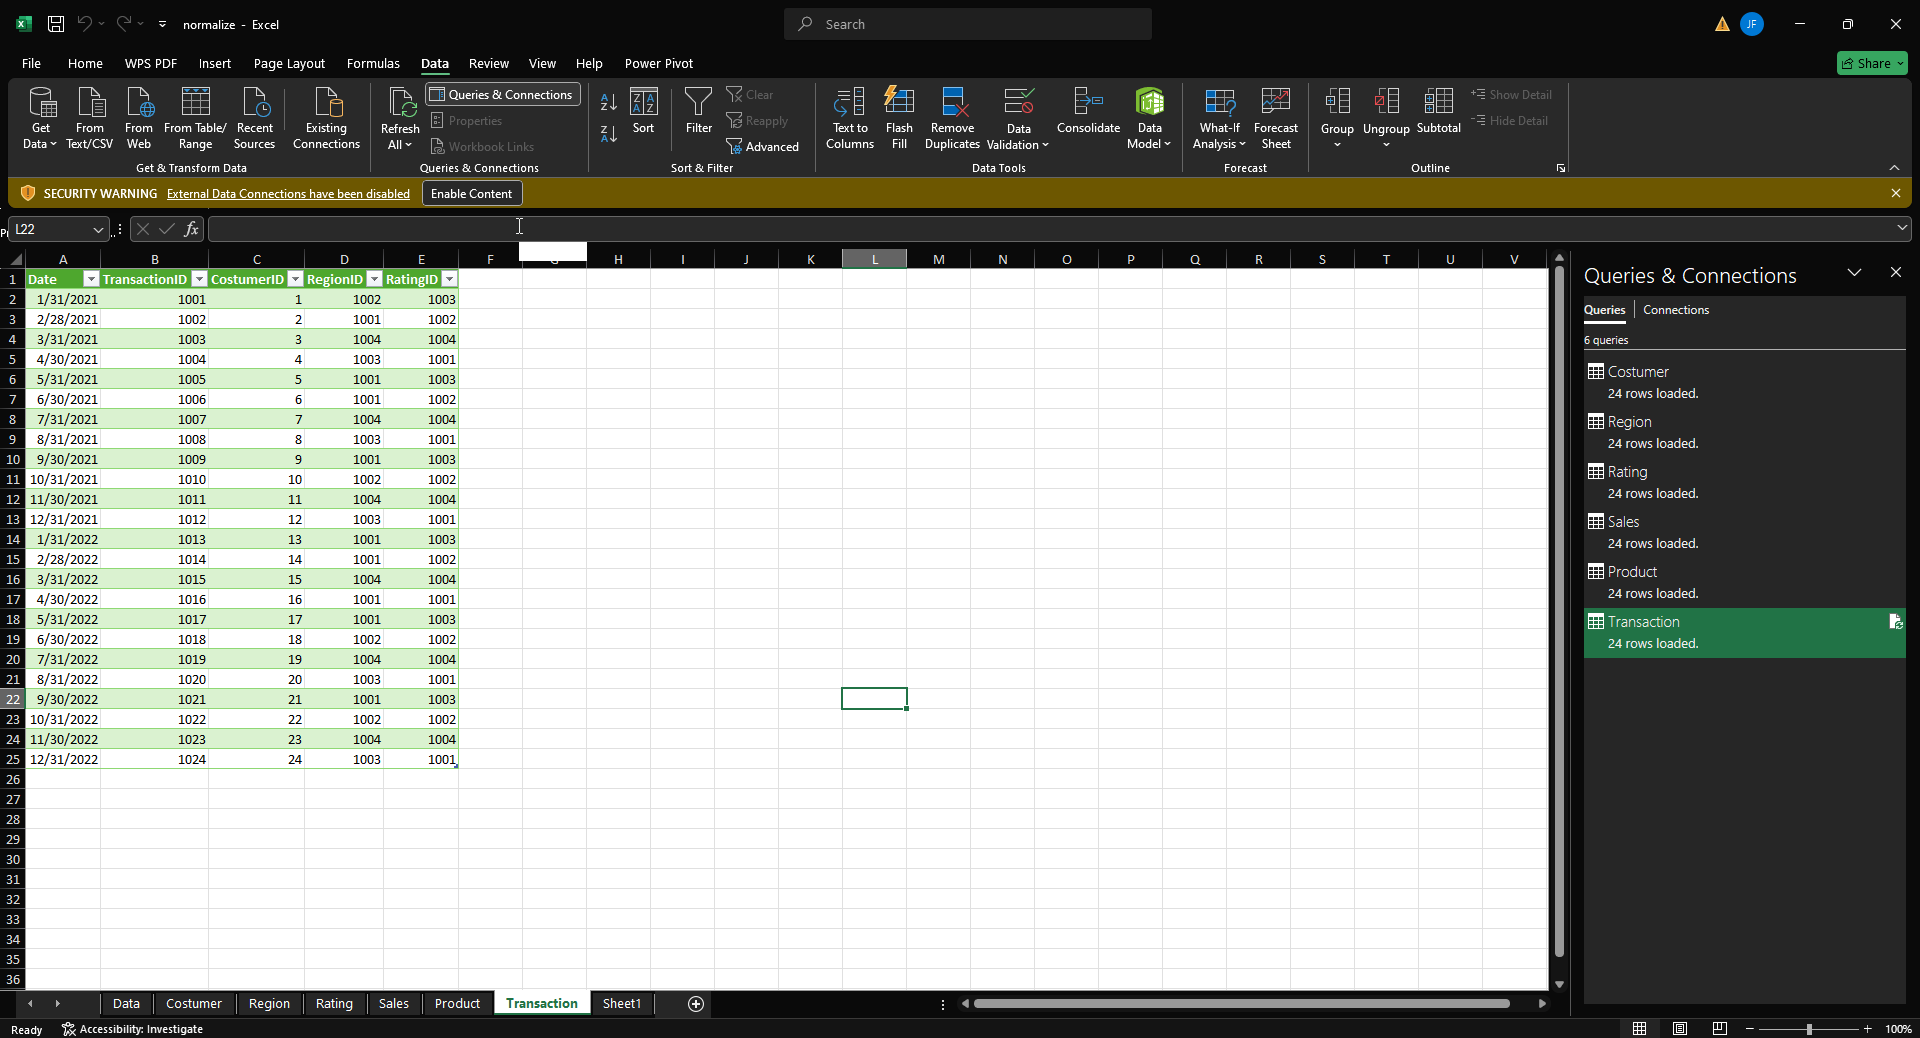 normalize - Excel
Search
JF
File Home WPS PDF Insert Page Layout Formulas Data Review View Help Power Pivot
Share
Get Data
From Text/CSV
From Web
From Table/ Range
Recent Sources
Existing Connections
Get & Transform Data
Refresh All
Queries & Connections
Properties
Workbook Links
Queries & Connections
Sort
Filter
Clear
Reapply
Advanced
Sort & Filter
Text to Columns
Flash Fill
Remove Duplicates
Data Validation
Consolidate
Data Model
Data Tools
What-If Analysis
Forecast Sheet
Forecast
Group
Ungroup
Subtotal
Show Detail
Hide Detail
Outline
SECURITY WARNING External Data Connections have been disabled Enable Content
L22 fx
A B C D E F G H I J K L M N O P Q R S T U V
1 Date TransactionID CostumerID RegionID RatingID
2 1/31/2021 1001 1 1002 1003
3 2/28/2021 1002 2 1001 1002
4 3/31/2021 1003 3 1004 1004
5 4/30/2021 1004 4 1003 1001
6 5/31/2021 1005 5 1001 1003
7 6/30/2021 1006 6 1001 1002
8 7/31/2021 1007 7 1004 1004
9 8/31/2021 1008 8 1003 1001
10 9/30/2021 1009 9 1001 1003
11 10/31/2021 1010 10 1002 1002
12 11/30/2021 1011 11 1004 1004
13 12/31/2021 1012 12 1003 1001
14 1/31/2022 1013 13 1001 1003
15 2/28/2022 1014 14 1001 1002
16 3/31/2022 1015 15 1004 1004
17 4/30/2022 1016 16 1001 1001
18 5/31/2022 1017 17 1001 1003
19 6/30/2022 1018 18 1002 1002
20 7/31/2022 1019 19 1004 1004
21 8/31/2022 1020 20 1003 1001
22 9/30/2022 1021 21 1001 1003
23 10/31/2022 1022 22 1002 1002
24 11/30/2022 1023 23 1004 1004
25 12/31/2022 1024 24 1003 1001
26
27
28
29
30
31
32
33
34
35
36
Queries & Connections
Queries Connections
6 queries
Costumer
24 rows loaded.
Region
24 rows loaded.
Rating
24 rows loaded.
Sales
24 rows loaded.
Product
24 rows loaded.
Transaction
24 rows loaded.
Data Costumer Region Rating Sales Product Transaction Sheet1
Ready Accessibility: Investigate 100%